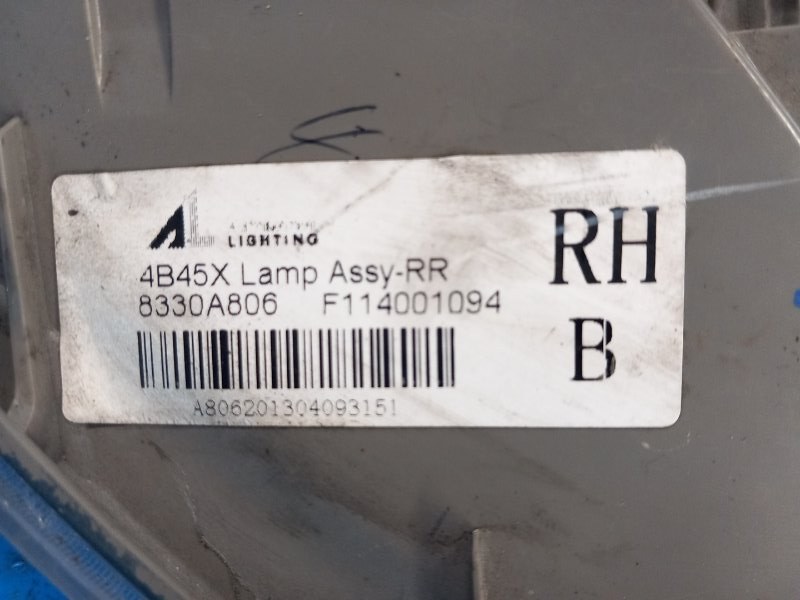 LIGHTING
4B45X Lamp Assy-RR
8330A806 F114001094
A806201304093151
RH
B